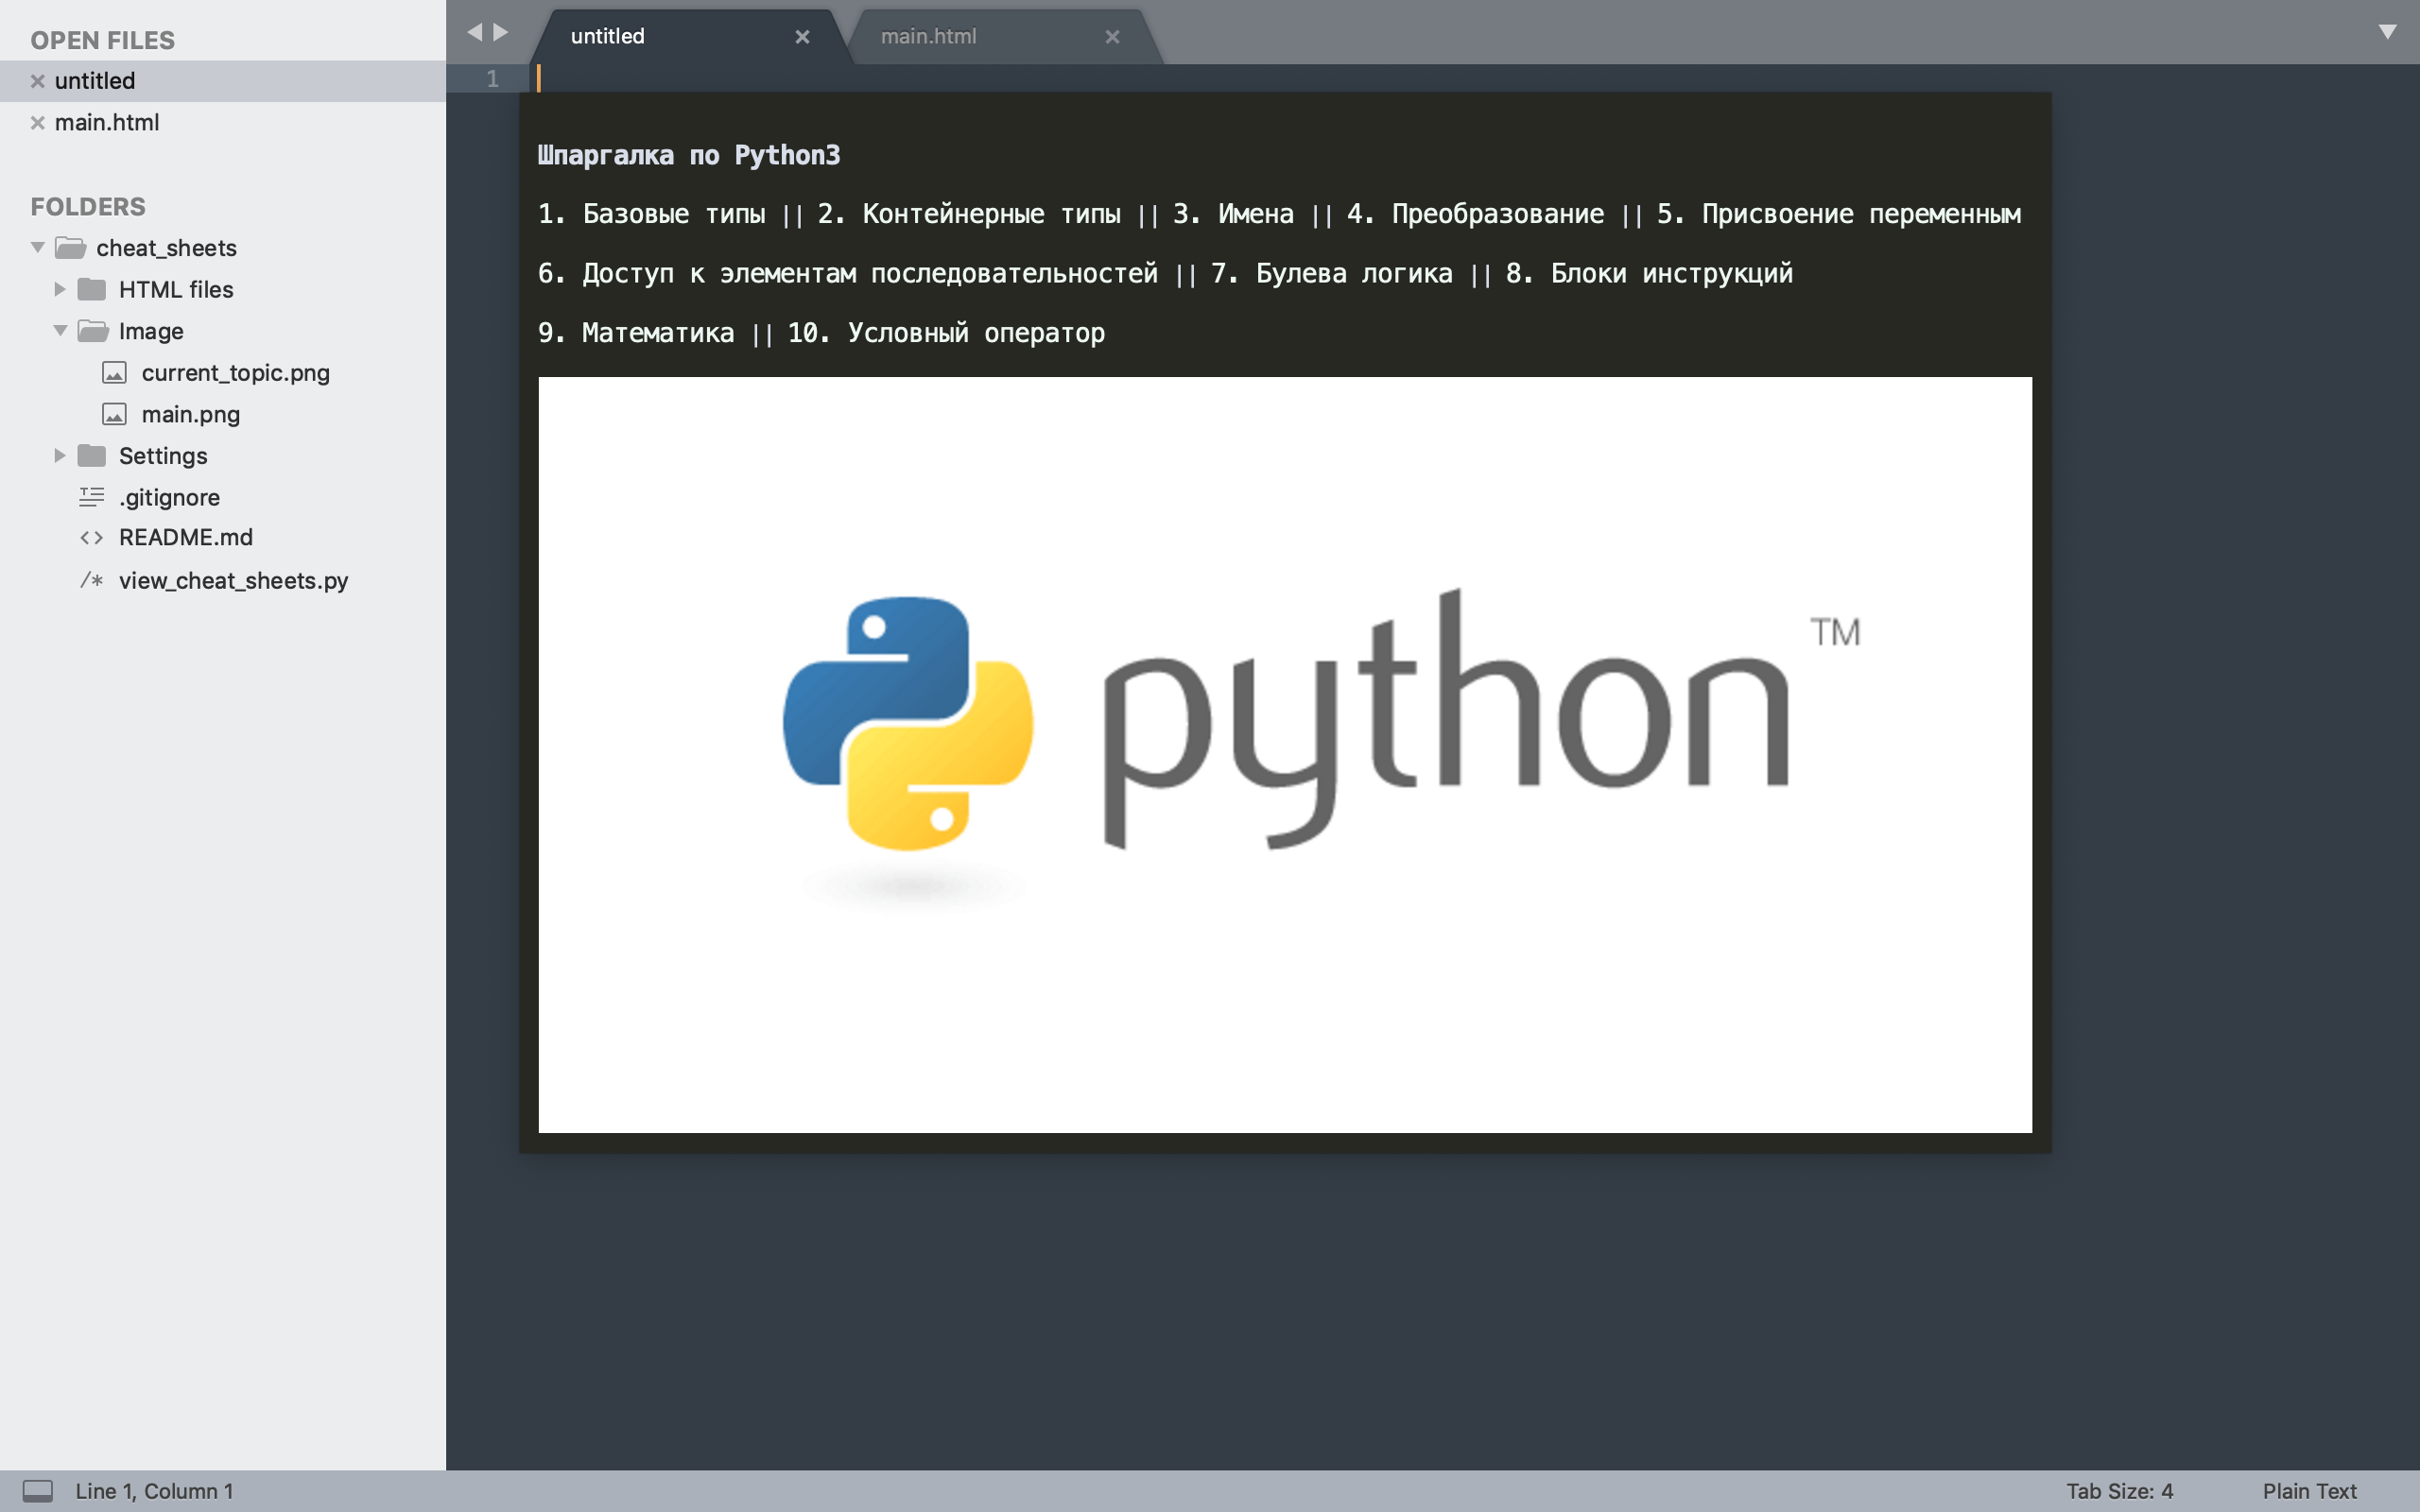 OPEN FILES
untitled
main.html
FOLDERS
cheat_sheets
HTML files
Image
current_topic.png
main.png
Settings
.gitignore
README.md
view_cheat_sheets.py
untitled
main.html
1
Шпаргалка по Python3
1. Базовые типы || 2. Контейнерные типы || 3. Имена || 4. Преобразование || 5. Присвоение переменным
6. Доступ к элементам последовательностей || 7. Булева логика || 8. Блоки инструкций
9. Математика || 10. Условный оператор
python TM
Line 1, Column 1
Tab Size: 4
Plain Text